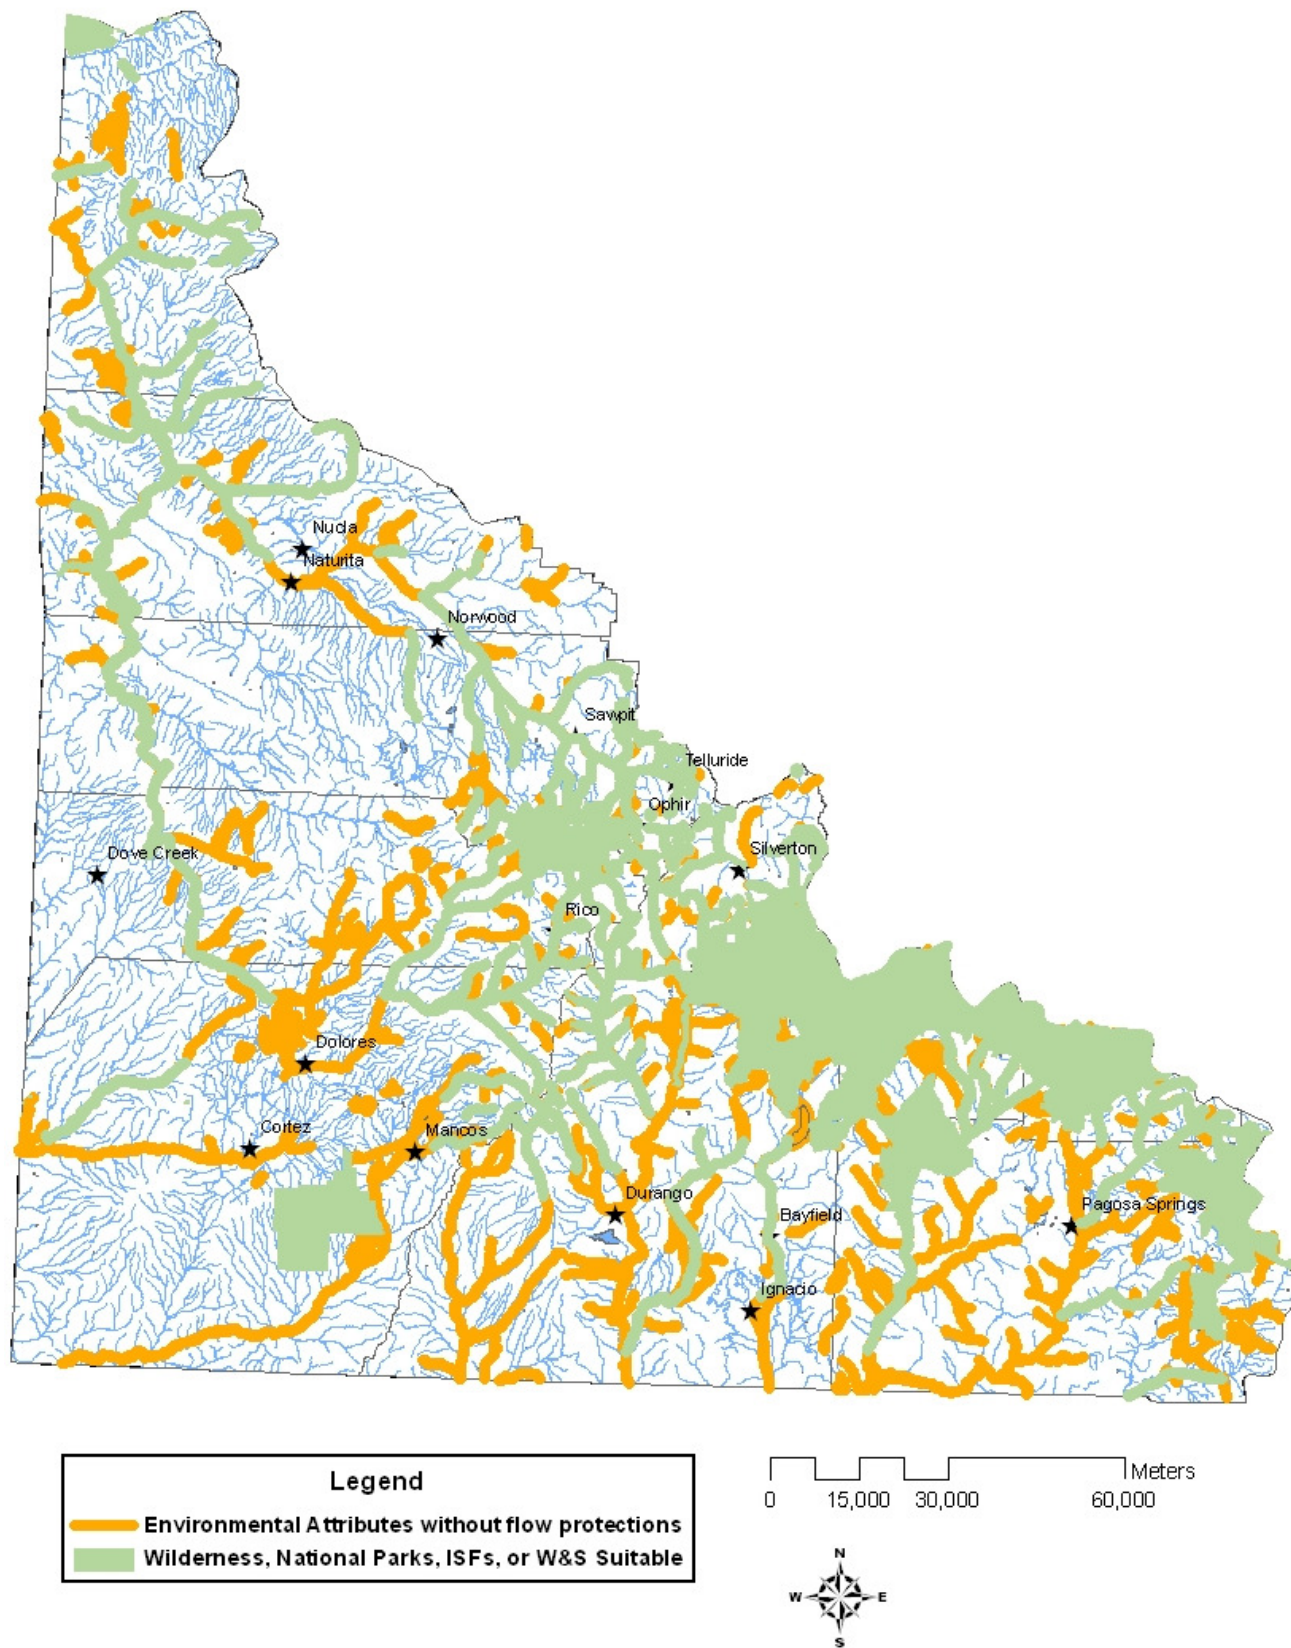 Nucla
Naturita
Norwood
Sawpit
Telluride
Ophir
Silverton
Dove Creek
Rico
Dolores
Cortez
Mancos
Durango
Pagosa Springs
Bayfield
Ignacio
Legend
Environmental Attributes without flow protections
Wilderness, National Parks, ISFs, or W&S Suitable
Meters
0 15,000 30,000 60,000
N
W E
S